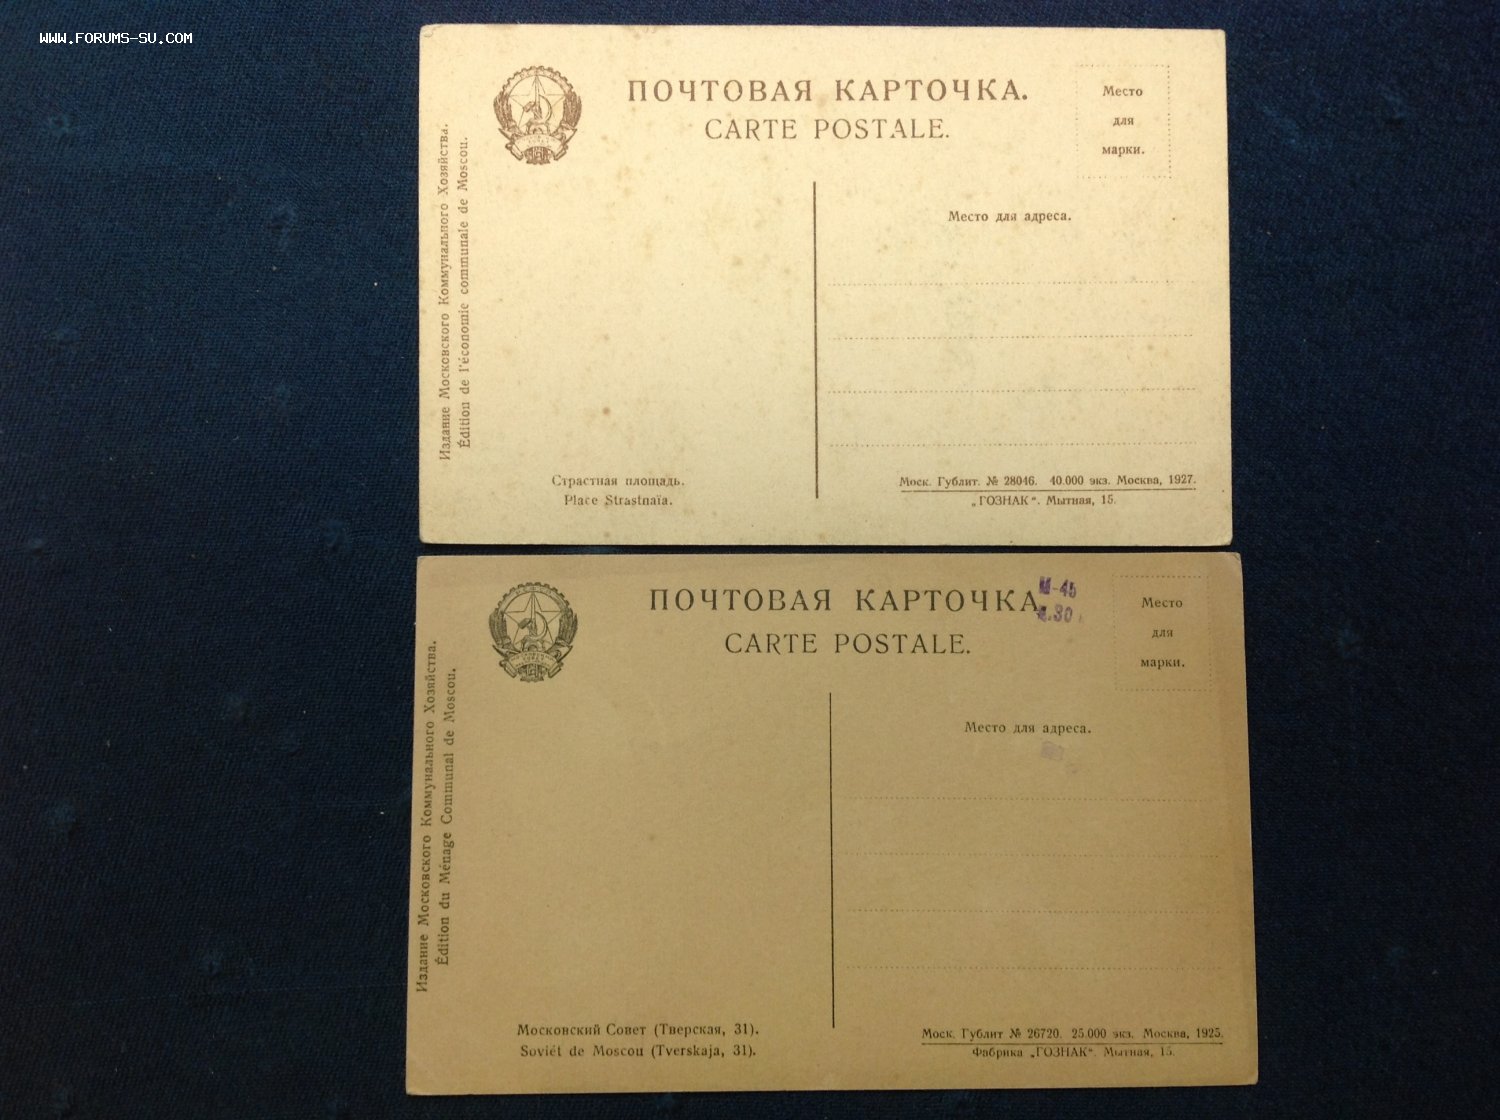 WWW.FORUMS-SU.COM
ПОЧТОВАЯ КАРТОЧКА.
CARTE POSTALE.
Место
для
марки.
Издание Московского Коммунального Хозяйства.
Édition de l'économie communale de Moscou.
Место для адреса.
Страстная площадь.
Place Strastnaïa.
Моск. Гублит. № 28046. 40.000 экз. Москва, 1927.
„ГОЗНАК“. Мытная, 15.
ПОЧТОВАЯ КАРТОЧКА
CARTE POSTALE.
М-45
Место
для
марки.
Издание Московского Коммунального Хозяйства.
Édition du Ménage Communal de Moscou.
Место для адреса.
Московский Совет (Тверская, 31).
Soviét de Moscou (Tverskaja, 31).
Моск. Гублит № 26720. 25.000 экз. Москва, 1925.
Фабрика „ГОЗНАК“. Мытная, 15.